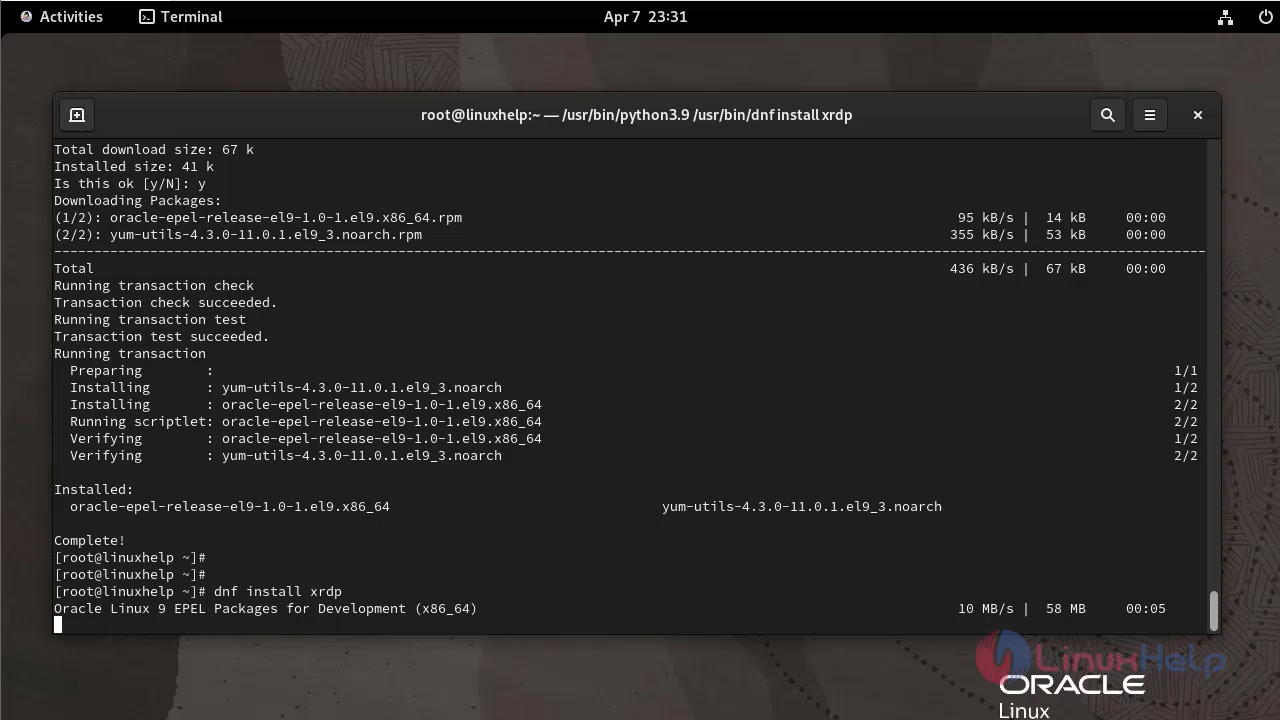 Activities Terminal Apr 7 23:31
root@linuxhelp:~ — /usr/bin/python3.9 /usr/bin/dnf install xrdp
Total download size: 67 k
Installed size: 41 k
Is this ok [y/N]: y
Downloading Packages:
(1/2): oracle-epel-release-el9-1.0-1.el9.x86_64.rpm 95 kB/s | 14 kB 00:00
(2/2): yum-utils-4.3.0-11.0.1.el9_3.noarch.rpm 355 kB/s | 53 kB 00:00
Total 436 kB/s | 67 kB 00:00
Running transaction check
Transaction check succeeded.
Running transaction test
Transaction test succeeded.
Running transaction
Preparing : 1/1
Installing : yum-utils-4.3.0-11.0.1.el9_3.noarch 1/2
Installing : oracle-epel-release-el9-1.0-1.el9.x86_64 2/2
Running scriptlet: oracle-epel-release-el9-1.0-1.el9.x86_64 2/2
Verifying : oracle-epel-release-el9-1.0-1.el9.x86_64 1/2
Verifying : yum-utils-4.3.0-11.0.1.el9_3.noarch 2/2
Installed:
oracle-epel-release-el9-1.0-1.el9.x86_64 yum-utils-4.3.0-11.0.1.el9_3.noarch
Complete!
[root@linuxhelp ~]#
[root@linuxhelp ~]#
[root@linuxhelp ~]# dnf install xrdp
Oracle Linux 9 EPEL Packages for Development (x86_64) 10 MB/s | 58 MB 00:05
LinuxHelp
ORACLE
Linux